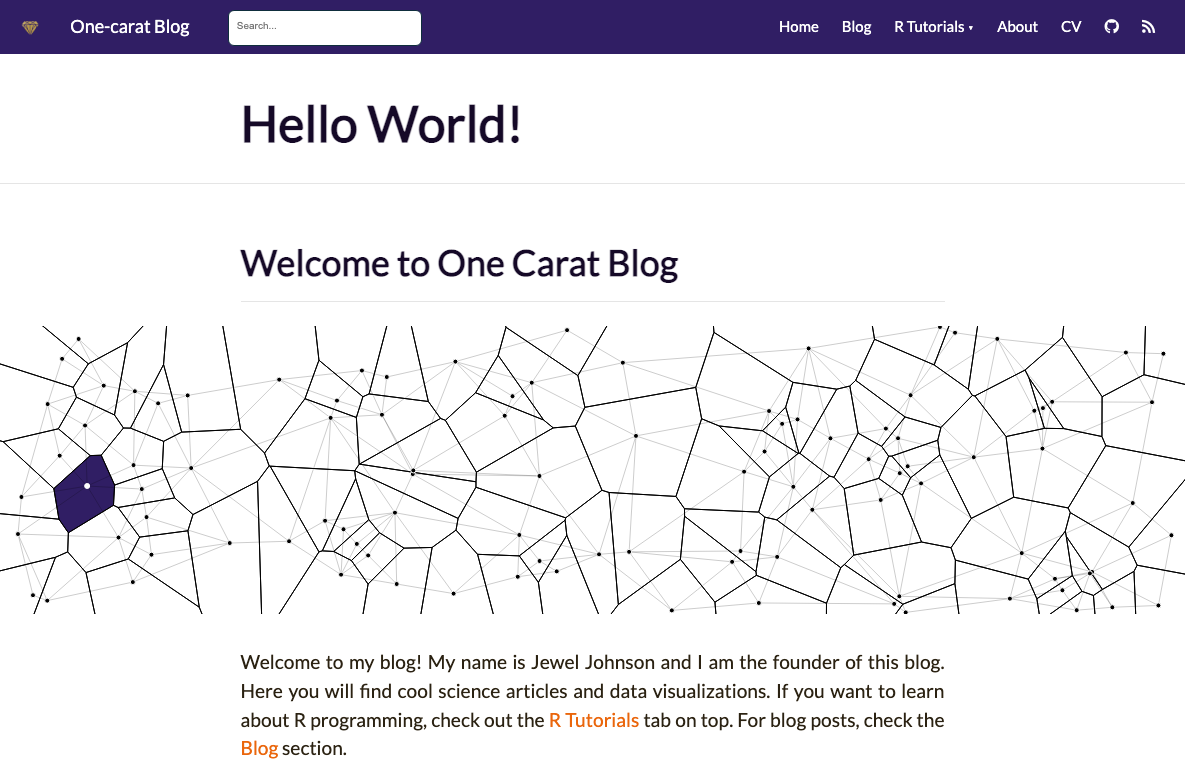 One-carat Blog
Search...
Home
Blog
R Tutorials
About
CV
Hello World!
Welcome to One Carat Blog
Welcome to my blog! My name is Jewel Johnson and I am the founder of this blog.
Here you will find cool science articles and data visualizations. If you want to learn
about R programming, check out the R Tutorials tab on top. For blog posts, check the
Blog section.